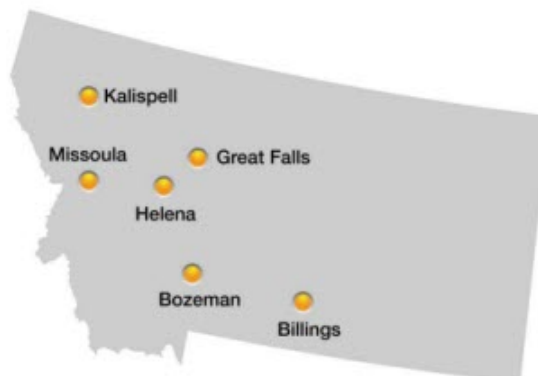 Kalispell
Missoula
Great Falls
Helena
Bozeman
Billings